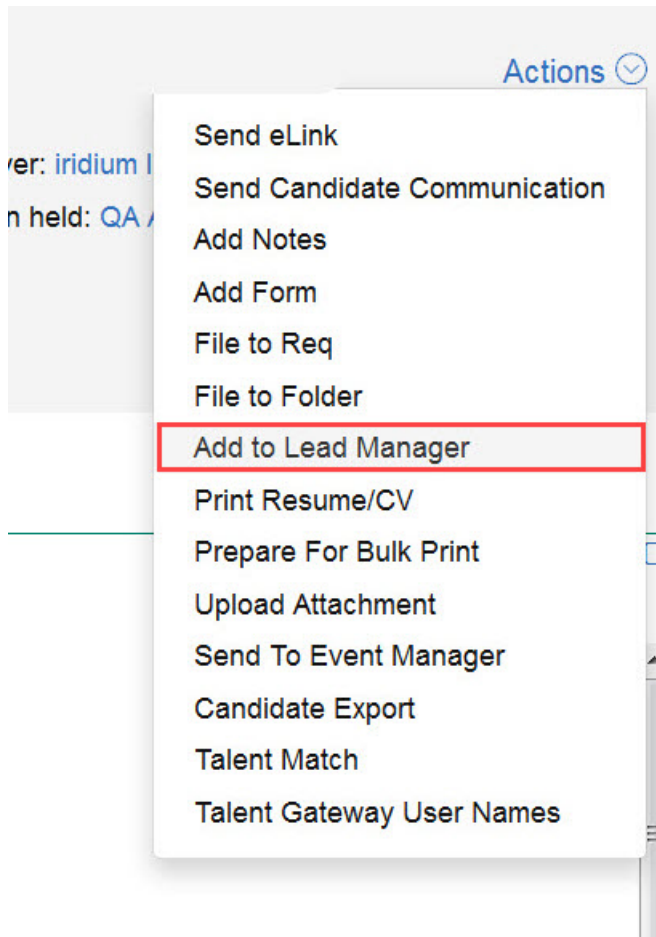 Actions
Send eLink
er: iridium
Send Candidate Communication
n held: QA
Add Notes
Add Form
File to Req
File to Folder
Add to Lead Manager
Print Resume/CV
Prepare For Bulk Print
Upload Attachment
Send To Event Manager
Candidate Export
Talent Match
Talent Gateway User Names